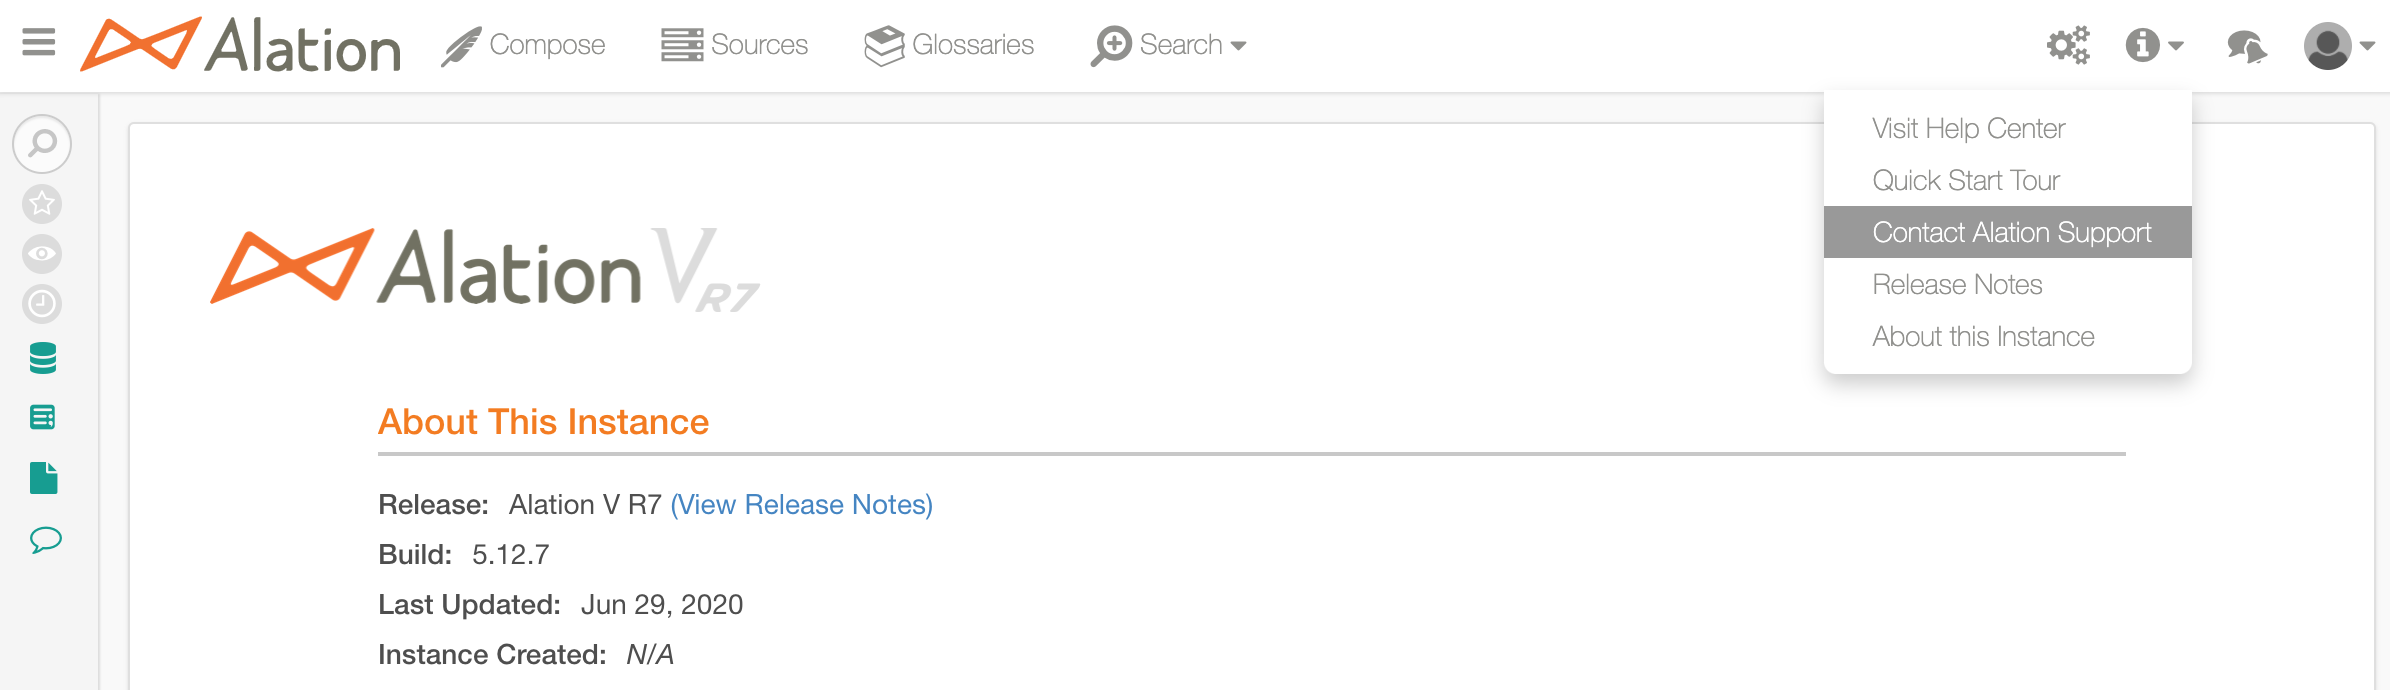 Alation Compose Sources Glossaries Search
Visit Help Center
Quick Start Tour
Contact Alation Support
Release Notes
About this Instance
Alation V R7
About This Instance
Release: Alation V R7 (View Release Notes)
Build: 5.12.7
Last Updated: Jun 29, 2020
Instance Created: N/A